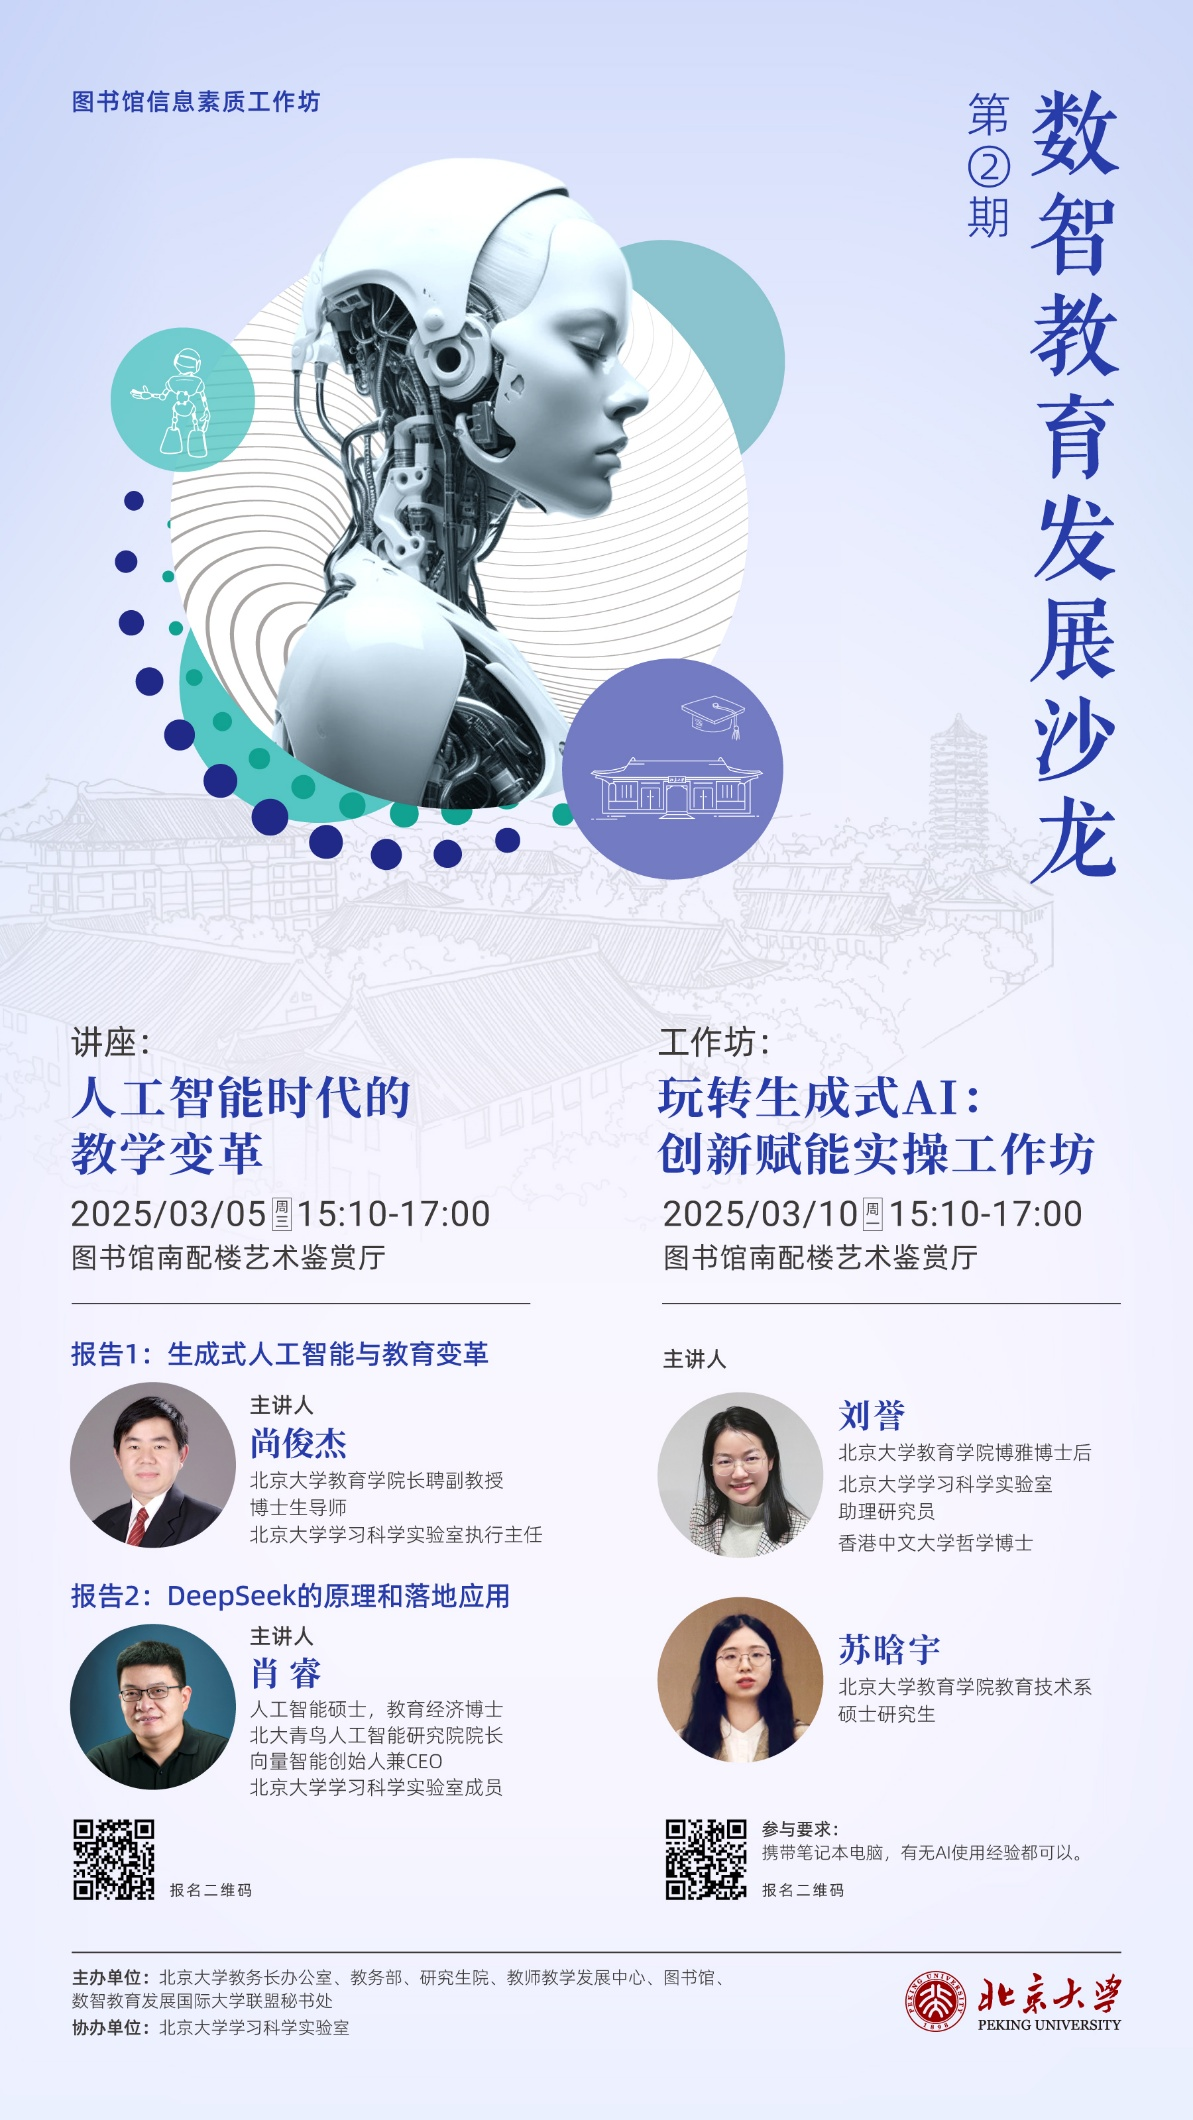 图书馆信息素质工作坊
数智教育发展沙龙
第②期
讲座：
人工智能时代的
教学变革
2025/03/05周三15:10-17:00
图书馆南配楼艺术鉴赏厅
报告1：生成式人工智能与教育变革
主讲人
尚俊杰
北京大学教育学院长聘副教授
博士生导师
北京大学学习科学实验室执行主任
报告2：DeepSeek的原理和落地应用
主讲人
肖 睿
人工智能硕士，教育经济博士
北大青鸟人工智能研究院院长
向量智能创始人兼CEO
北京大学学习科学实验室成员
报名二维码
工作坊：
玩转生成式AI：
创新赋能实操工作坊
2025/03/10周一15:10-17:00
图书馆南配楼艺术鉴赏厅
主讲人
刘誉
北京大学教育学院博雅博士后
北京大学学习科学实验室
助理研究员
香港中文大学哲学博士
苏晗宇
北京大学教育学院教育技术系
硕士研究生
参与要求：
携带笔记本电脑，有无AI使用经验都可以。
报名二维码
主办单位：北京大学教务长办公室、教务部、研究生院、教师教学发展中心、图书馆、
数智教育发展国际大学联盟秘书处
协办单位：北京大学学习科学实验室
PEKING UNIVERSITY
1898
北京大学
PEKING UNIVERSITY